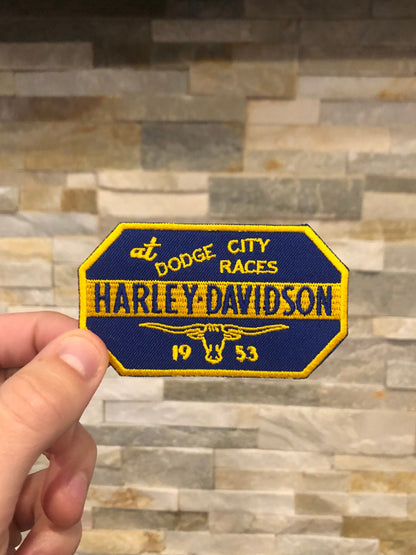 at DODGE CITY
RACES
HARLEY-DAVIDSON
19 53